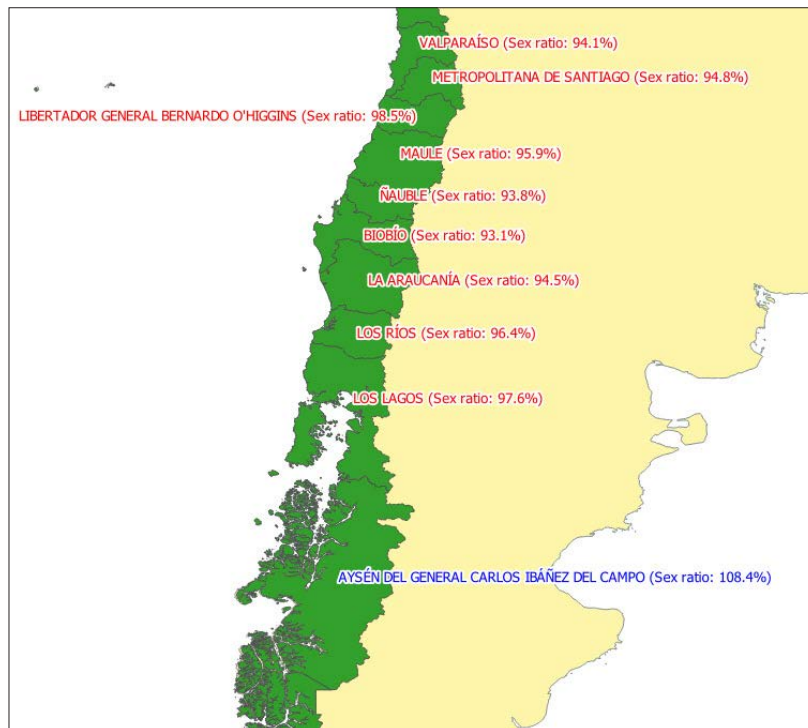 VALPARAÍSO (Sex ratio: 94.1%)
METROPOLITANA DE SANTIAGO (Sex ratio: 94.8%)
LIBERTADOR GENERAL BERNARDO O'HIGGINS (Sex ratio: 98.5%)
MAULE (Sex ratio: 95.9%)
ÑAUBLE (Sex ratio: 93.8%)
BIOBÍO (Sex ratio: 93.1%)
LA ARAUCANÍA (Sex ratio: 94.5%)
LOS RÍOS (Sex ratio: 96.4%)
LOS LAGOS (Sex ratio: 97.6%)
AYSÉN DEL GENERAL CARLOS IBÁÑEZ DEL CAMPO (Sex ratio: 108.4%)